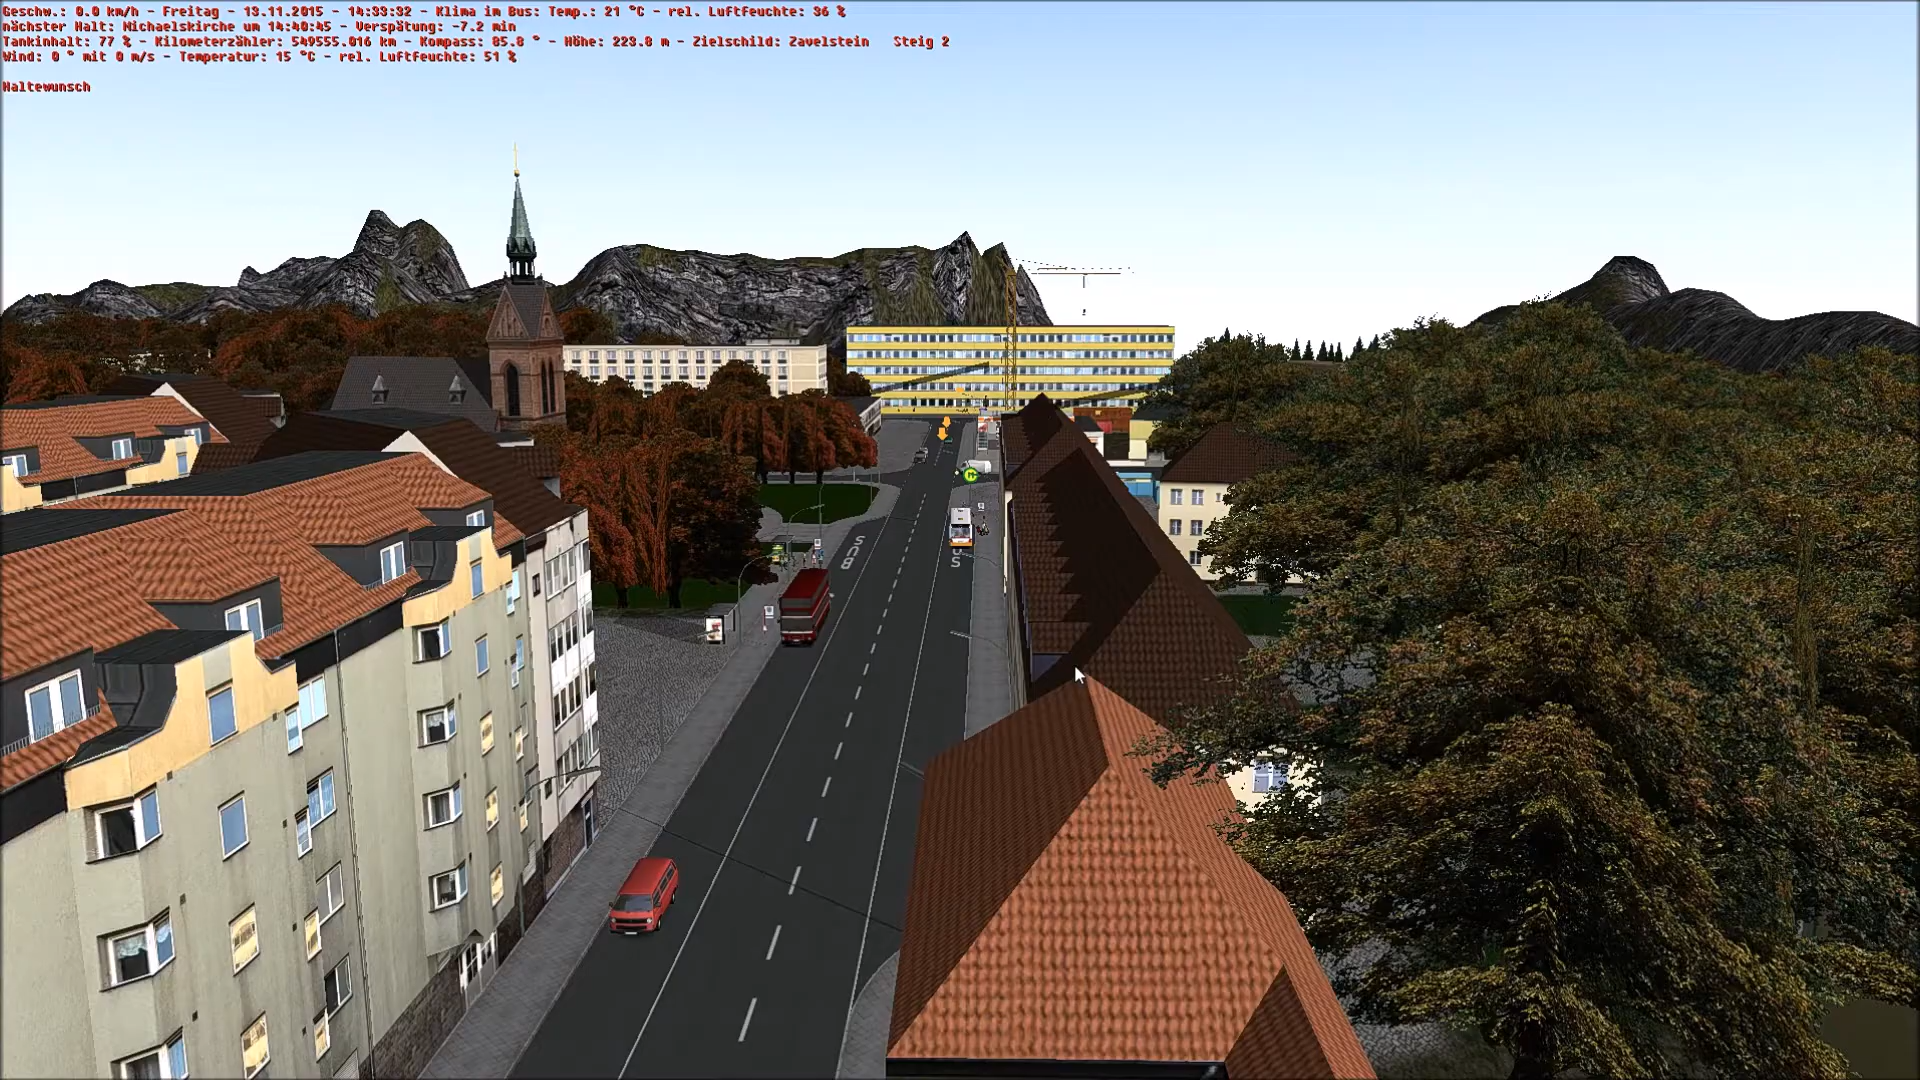 Geschw.: 0.0 km/h - Freitag - 13.11.2015 - 14:33:32 - Klima im Bus: Temp.: 21 °C - rel. Luftfeuchte: 36 %
nächster Halt: Michaelskirche um 14:40:45 - Verspätung: -7.2 min
Tankinhalt: 77 % - Kilometerzähler: 549555.016 km - Kompass: 85.8 ° - Höhe: 223.8 m - Zielschild: Zavelstein Steig 2
Wind: 0 ° mit 0 m/s - Temperatur: 15 °C - rel. Luftfeuchte: 51 %
Haltewunsch
BUS